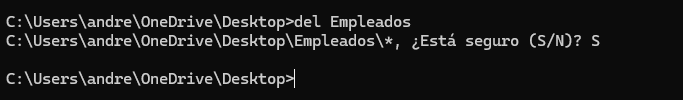 C:\Users\andre\OneDrive\Desktop>del Empleados
C:\Users\andre\OneDrive\Desktop\Empleados\*, ¿Está seguro (S/N)? S
C:\Users\andre\OneDrive\Desktop>